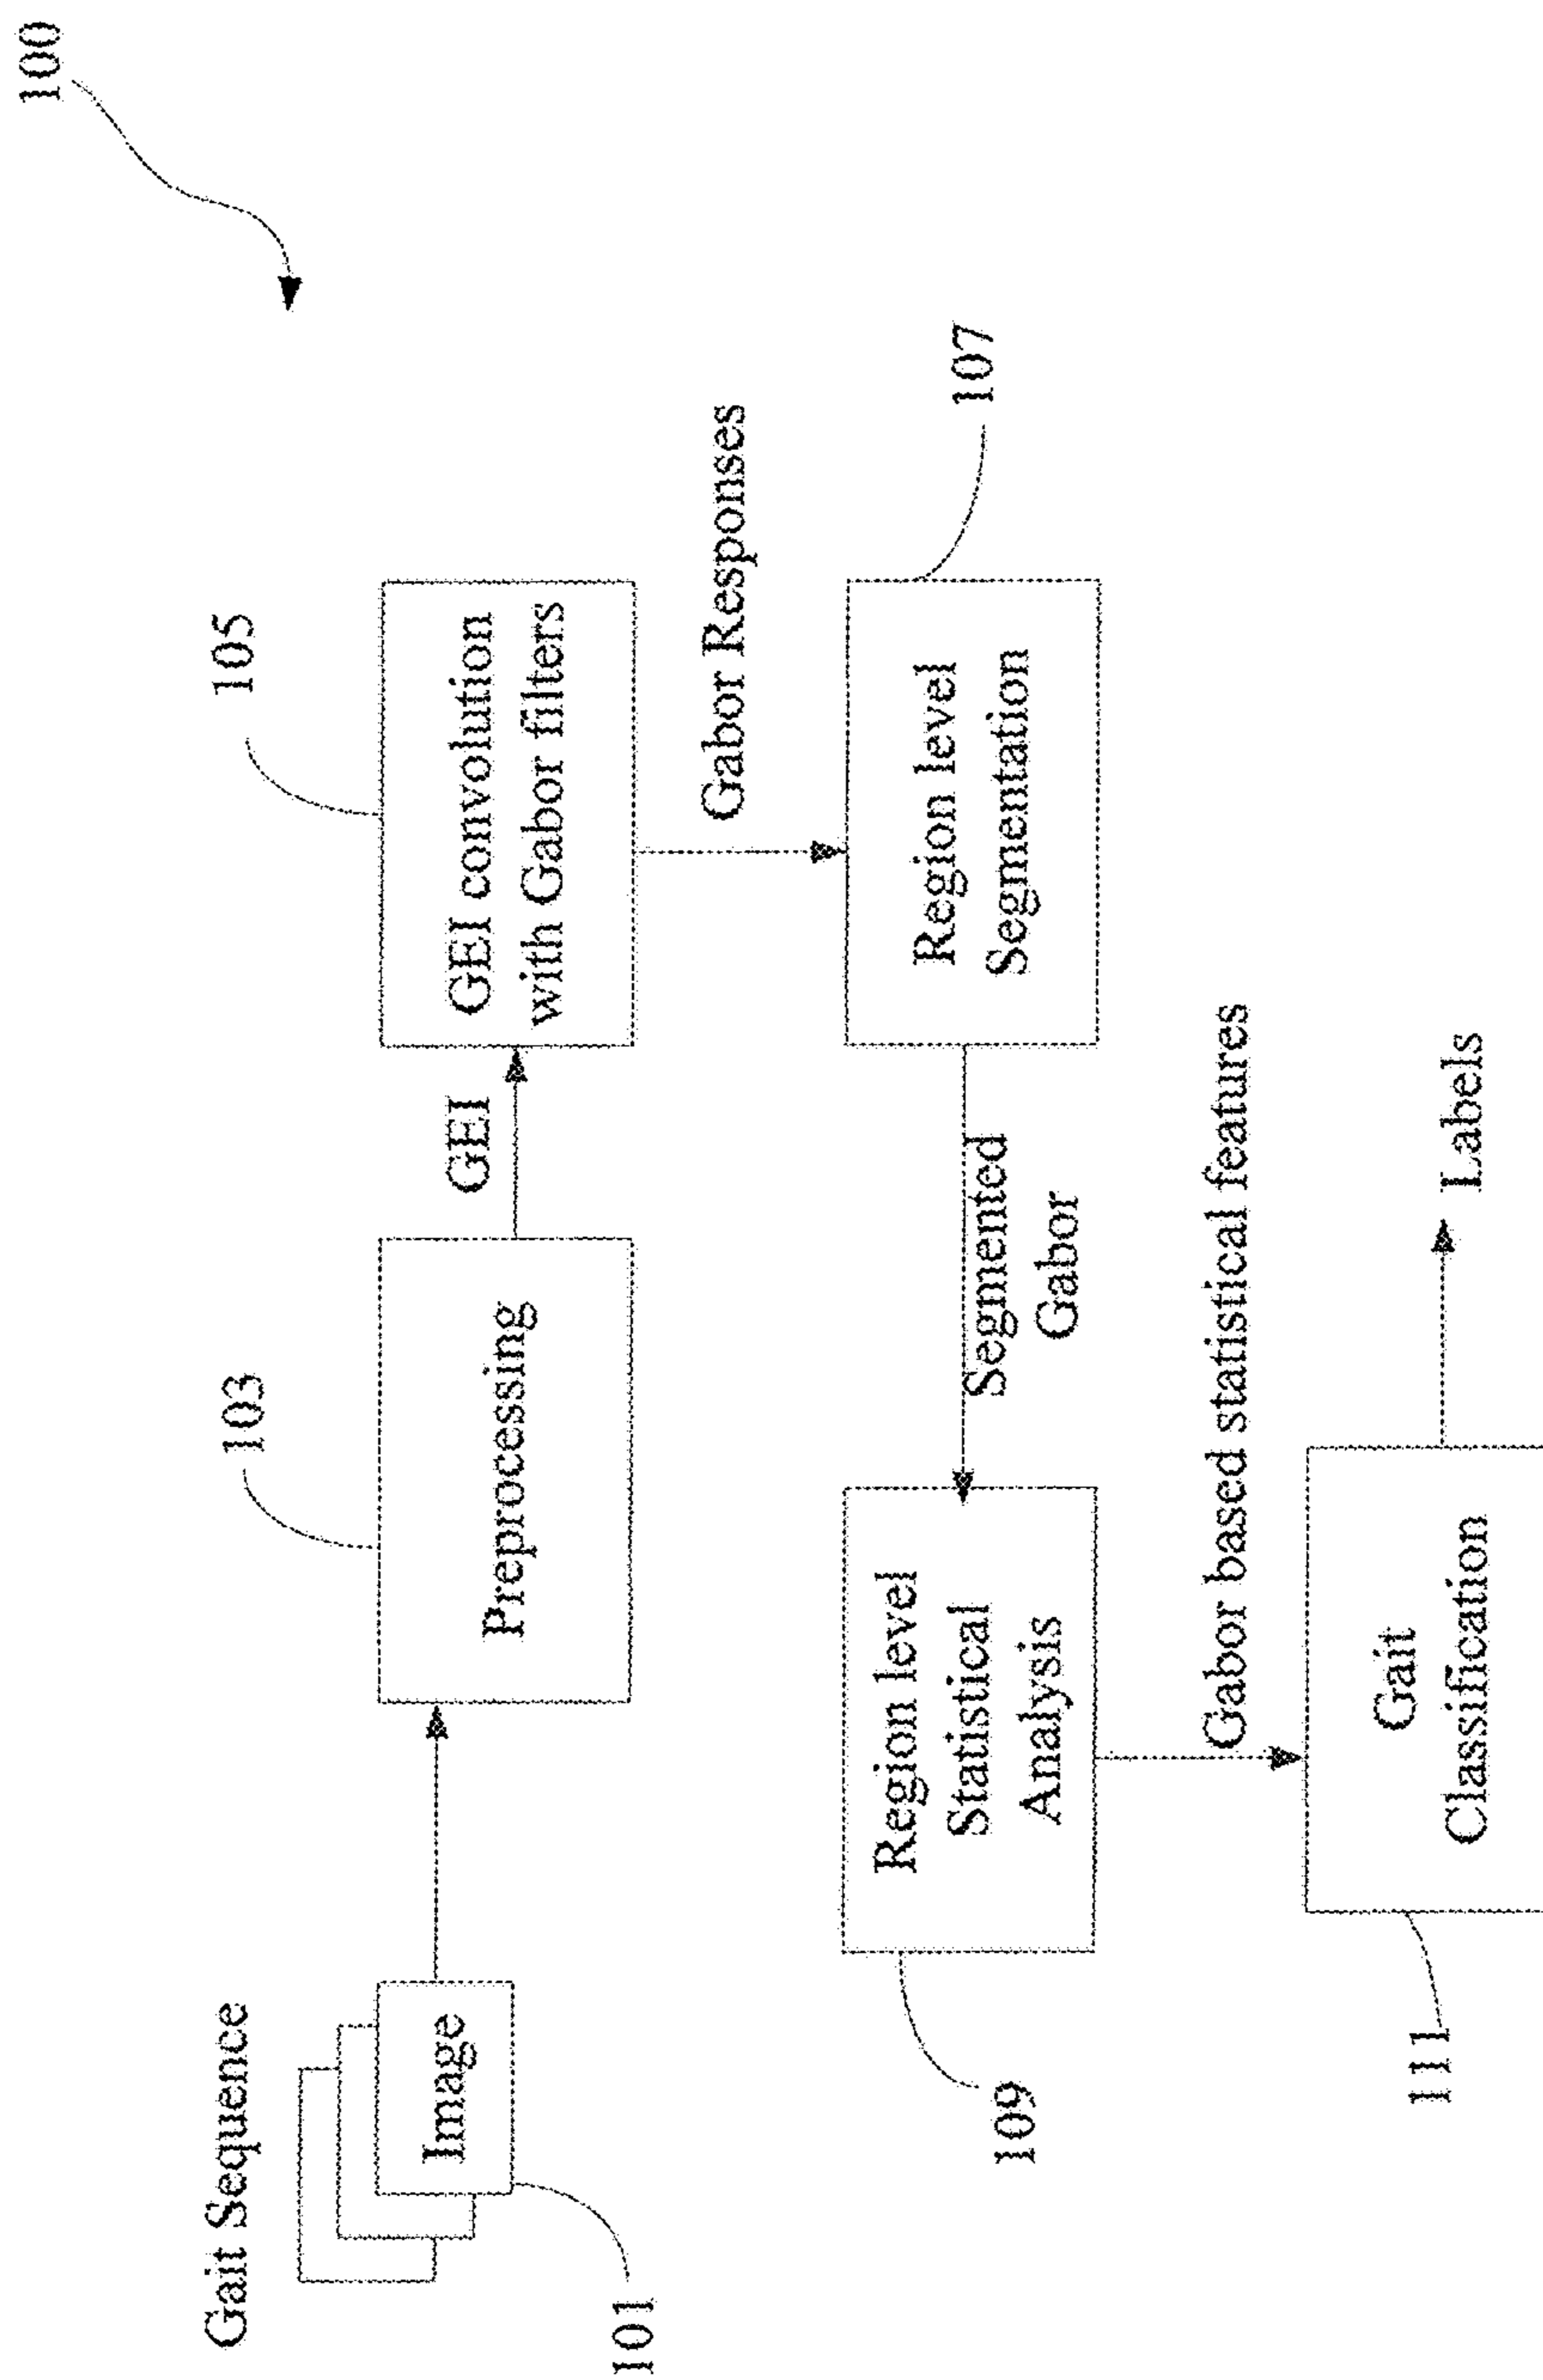 100
Gait Sequence
Image
101
103
Preprocessing
GEI
105
GEI convolution
with Gabor filters
Gabor Responses
107
Region level
Segmentation
Segmented
Gabor
Region level
Statistical
Analysis
109
Gabor based statistical features
Gait
Classification
111
Labels